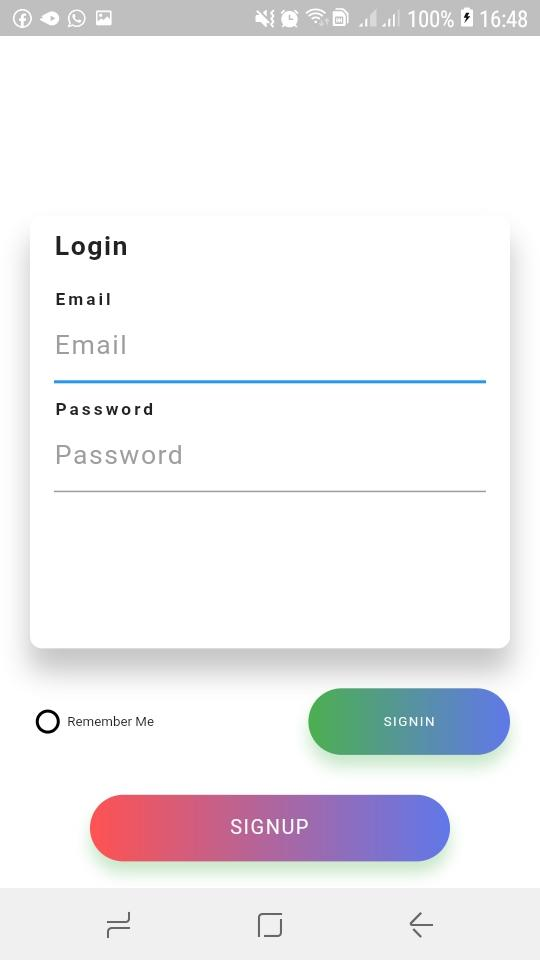 100% 16:48
Login
Email
Email
Password
Password
Remember Me
SIGNIN
SIGNUP